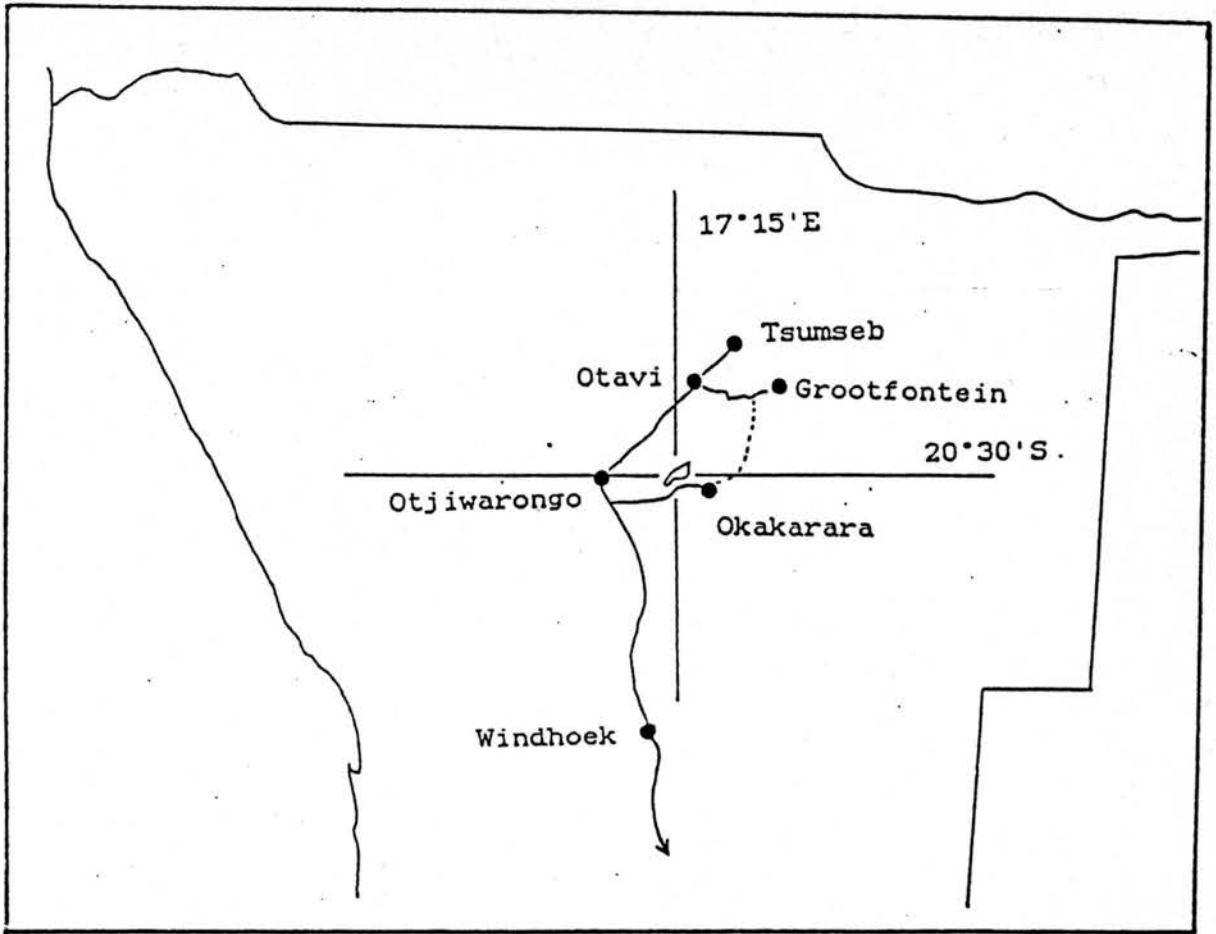 17°15'E
Tsumseb
Otavi
Grootfontein
20°30'S.
Otjiwarongo
Okakarara
Windhoek